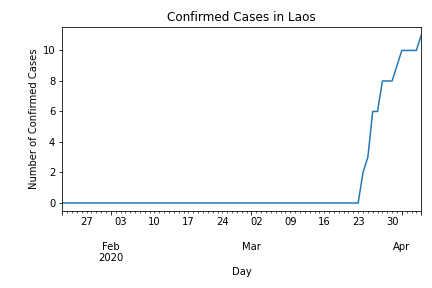 Confirmed Cases in Laos
Number of Confirmed Cases
10
8
6
4
2
0
27 03 10 17 24 02 09 16 23 30
Feb Mar Apr
2020
Day